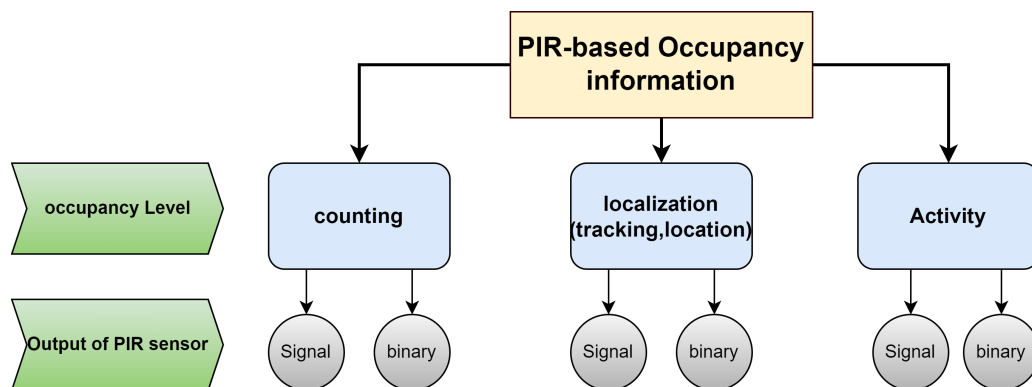 PIR-based Occupancy
information
occupancy Level
counting
localization
(tracking,location)
Activity
Output of PIR sensor
Signal
binary
Signal
binary
Signal
binary